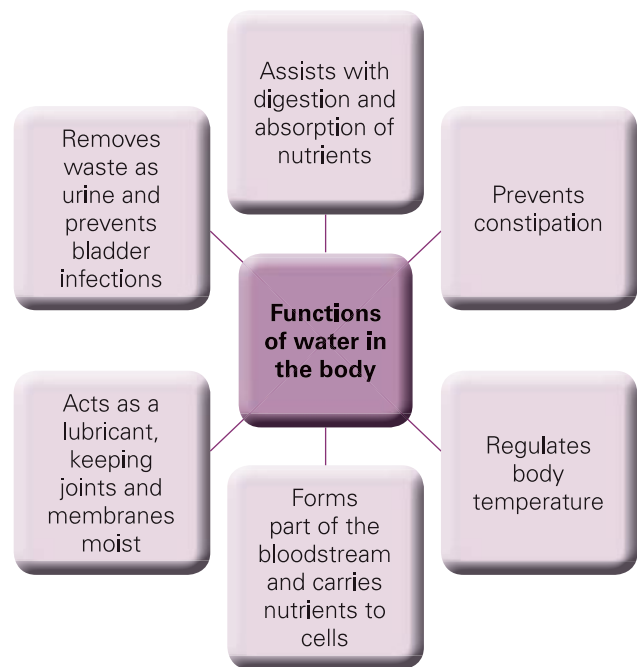 Assists with
digestion and
absorption of
nutrients
Removes
waste as
urine and
prevents
bladder
infections
Prevents
constipation
Functions
of water in
the body
Acts as a
lubricant,
keeping
joints and
membranes
moist
Regulates
body
temperature
Forms
part of the
bloodstream
and carries
nutrients to
cells